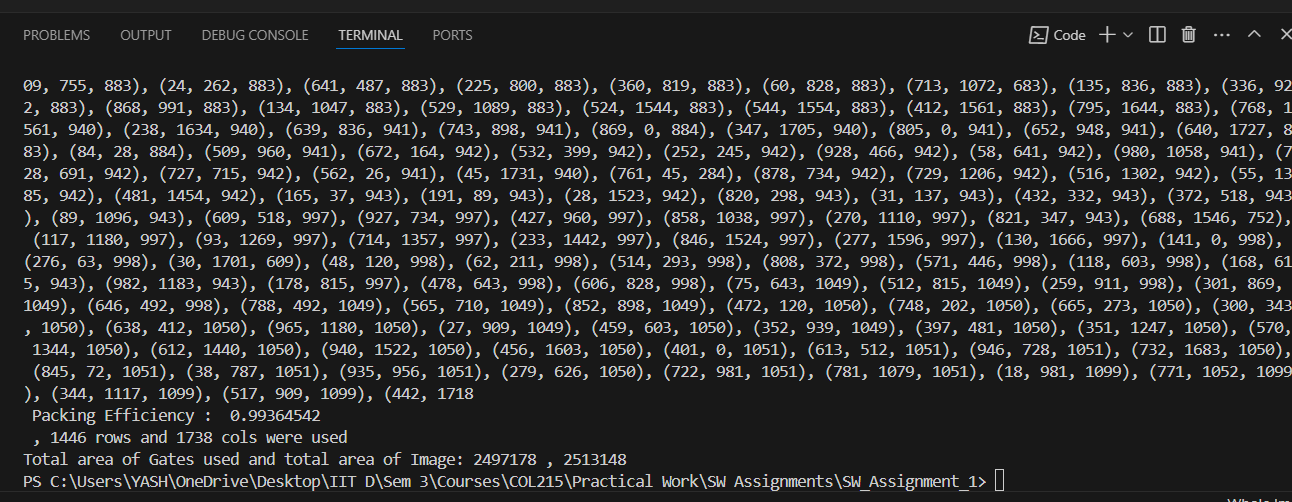 PROBLEMS OUTPUT DEBUG CONSOLE TERMINAL PORTS Code
09, 755, 883), (24, 262, 883), (641, 487, 883), (225, 800, 883), (360, 819, 883), (60, 828, 883), (713, 1072, 683), (135, 836, 883), (336, 92
2, 883), (868, 991, 883), (134, 1047, 883), (529, 1089, 883), (524, 1544, 883), (544, 1554, 883), (412, 1561, 883), (795, 1644, 883), (768, 1
561, 940), (238, 1634, 940), (639, 836, 941), (743, 898, 941), (869, 0, 884), (347, 1705, 940), (805, 0, 941), (652, 948, 941), (640, 1727, 8
83), (84, 28, 884), (509, 960, 941), (672, 164, 942), (532, 399, 942), (252, 245, 942), (928, 466, 942), (58, 641, 942), (980, 1058, 941), (7
28, 691, 942), (727, 715, 942), (562, 26, 941), (45, 1731, 940), (761, 45, 284), (878, 734, 942), (729, 1206, 942), (516, 1302, 942), (55, 13
85, 942), (481, 1454, 942), (165, 37, 943), (191, 89, 943), (28, 1523, 942), (820, 298, 943), (31, 137, 943), (432, 332, 943), (372, 518, 943
), (89, 1096, 943), (609, 518, 997), (927, 734, 997), (427, 960, 997), (858, 1038, 997), (270, 1110, 997), (821, 347, 943), (688, 1546, 752),
(117, 1180, 997), (93, 1269, 997), (714, 1357, 997), (233, 1442, 997), (846, 1524, 997), (277, 1596, 997), (130, 1666, 997), (141, 0, 998),
(276, 63, 998), (30, 1701, 609), (48, 120, 998), (62, 211, 998), (514, 293, 998), (808, 372, 998), (571, 446, 998), (118, 603, 998), (168, 61
5, 943), (982, 1183, 943), (178, 815, 997), (478, 643, 998), (606, 828, 998), (75, 643, 1049), (512, 815, 1049), (259, 911, 998), (301, 869,
1049), (646, 492, 998), (788, 492, 1049), (565, 710, 1049), (852, 898, 1049), (472, 120, 1050), (748, 202, 1050), (665, 273, 1050), (300, 343
, 1050), (638, 412, 1050), (965, 1180, 1050), (27, 909, 1049), (459, 603, 1050), (352, 939, 1049), (397, 481, 1050), (351, 1247, 1050), (570,
1344, 1050), (612, 1440, 1050), (940, 1522, 1050), (456, 1603, 1050), (401, 0, 1051), (613, 512, 1051), (946, 728, 1051), (732, 1683, 1050),
(845, 72, 1051), (38, 787, 1051), (935, 956, 1051), (279, 626, 1050), (722, 981, 1051), (781, 1079, 1051), (18, 981, 1099), (771, 1052, 1099
), (344, 1117, 1099), (517, 909, 1099), (442, 1718
Packing Efficiency :  0.99364542
, 1446 rows and 1738 cols were used
Total area of Gates used and total area of Image: 2497178 , 2513148
PS C:\Users\YASH\OneDrive\Desktop\IIT D\Sem 3\Courses\COL215\Practical Work\SW Assignments\SW_Assignment_1>